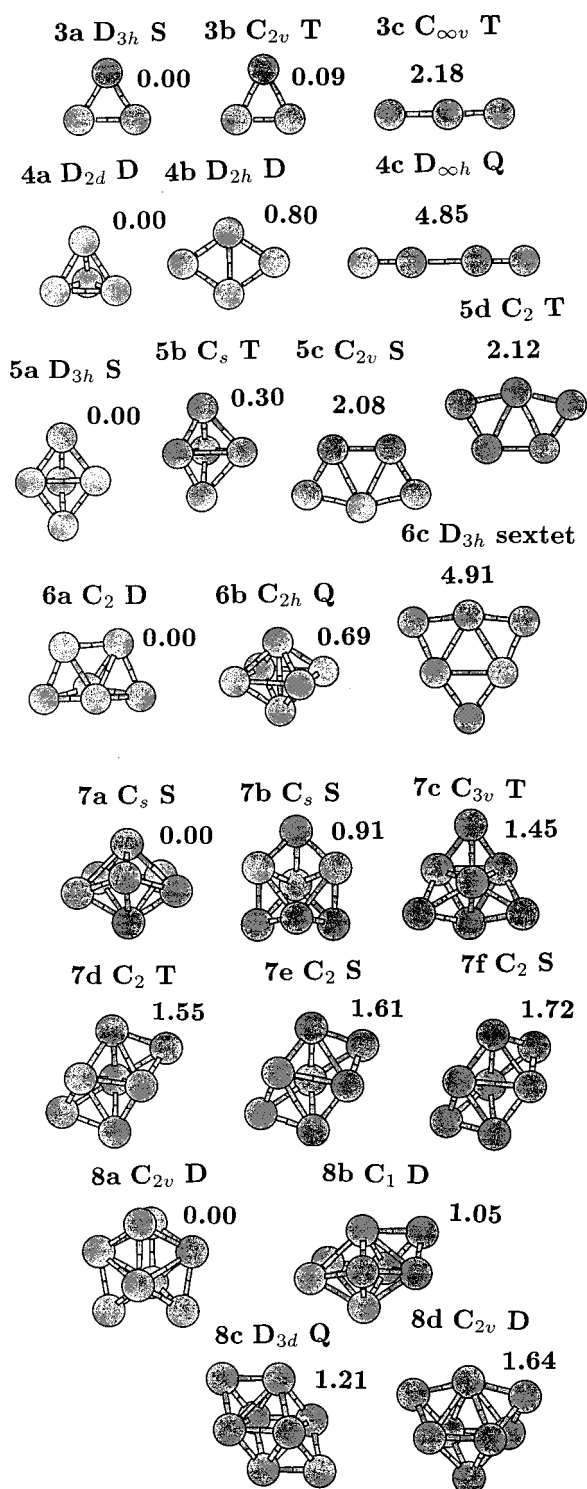 3a D₃ₕ S 3b C₂ᵥ T 3c C∞ᵥ T
0.00 0.09 2.18
4a D₂d D 4b D₂ₕ D 4c D∞ₕ Q
0.00 0.80 4.85
5d C₂ T
5a D₃ₕ S 5b Cₛ T 5c C₂ᵥ S 2.12
0.00 0.30 2.08
6c D₃ₕ sextet
6a C₂ D 6b C₂ₕ Q 4.91
0.00 0.69
7a Cₛ S 7b Cₛ S 7c C₃ᵥ T
0.00 0.91 1.45
7d C₂ T 7e C₂ S 7f C₂ S
1.55 1.61 1.72
8a C₂ᵥ D 8b C₁ D
0.00 1.05
8c D₃d Q 8d C₂ᵥ D
1.21 1.64